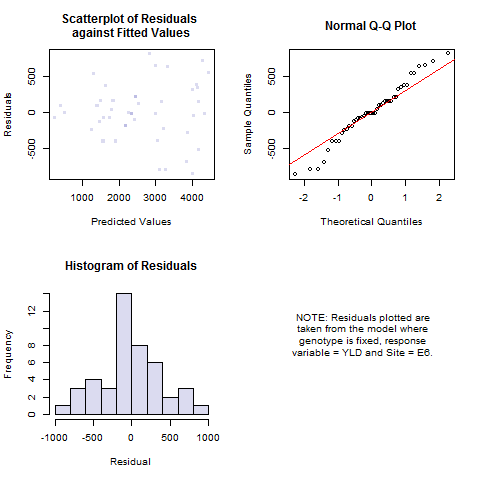 Scatterplot of Residuals
against Fitted Values
Residuals
500
0
-500
1000
2000
3000
4000
Predicted Values
Normal Q-Q Plot
Sample Quantiles
500
0
-500
-2
-1
0
1
2
Theoretical Quantiles
Histogram of Residuals
Frequency
12
8
6
4
2
0
-1000
-500
0
500
1000
Residual
NOTE: Residuals plotted are
taken from the model where
genotype is fixed, response
variable = YLD and Site = E6.